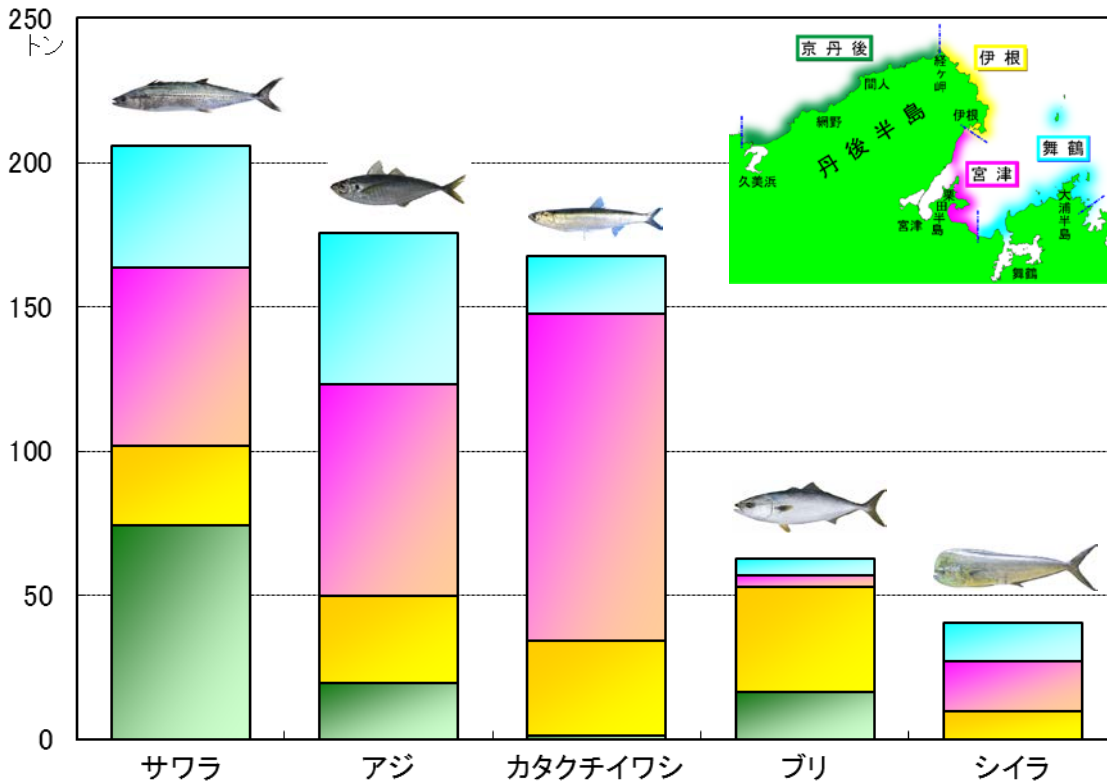 250
トン
200
150
100
50
0
サワラ
アジ
カタクチイワシ
ブリ
シイラ
京丹後
伊根
経ケ岬
間人
網野
伊根
丹後半島
久美浜
舞鶴
宮津
栗田半島
宮津
大浦半島
舞鶴